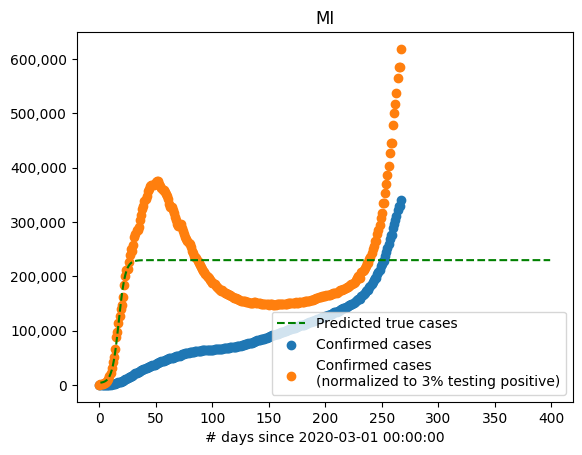 MI
600,000
500,000
400,000
300,000
200,000
100,000
0
Predicted true cases
Confirmed cases
Confirmed cases
(normalized to 3% testing positive)
0 50 100 150 200 250 300 350 400
# days since 2020-03-01 00:00:00